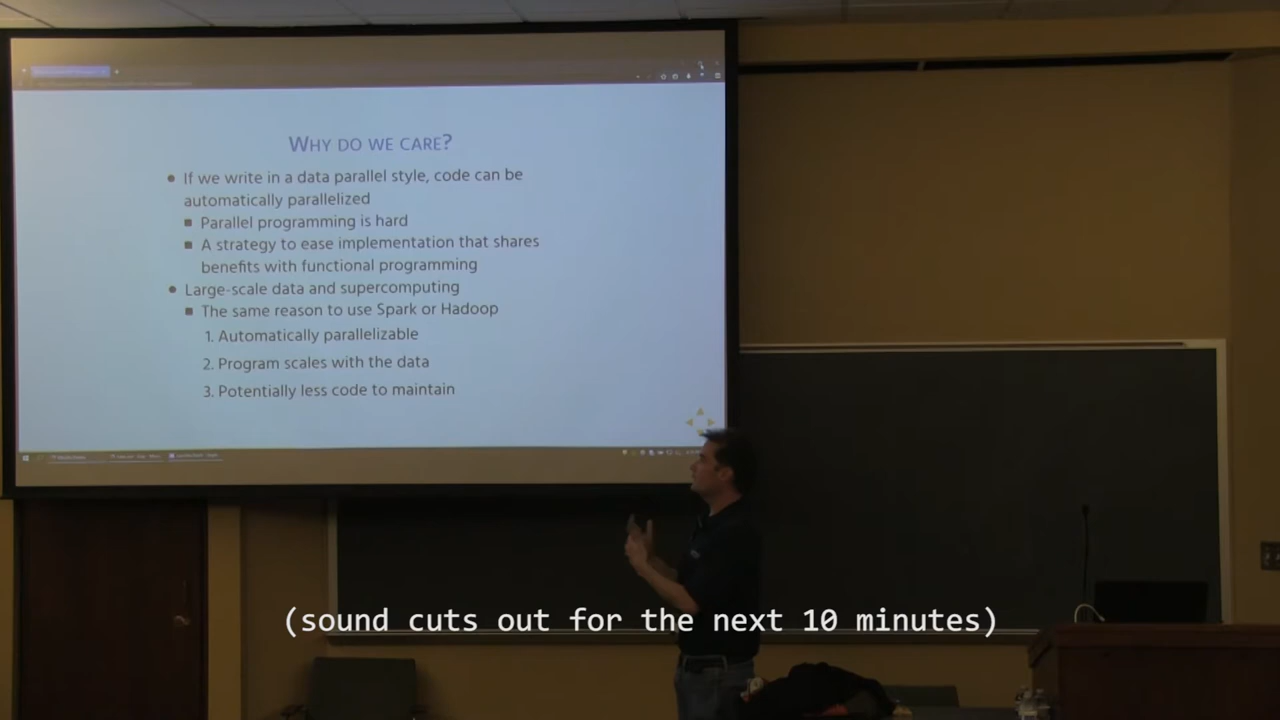 WHY DO WE CARE?
• If we write in a data parallel style, code can be
automatically parallelized
▪ Parallel programming is hard
▪ A strategy to ease implementation that shares
benefits with functional programming
• Large-scale data and supercomputing
▪ The same reason to use Spark or Hadoop
1. Automatically parallelizable
2. Program scales with the data
3. Potentially less code to maintain
(sound cuts out for the next 10 minutes)